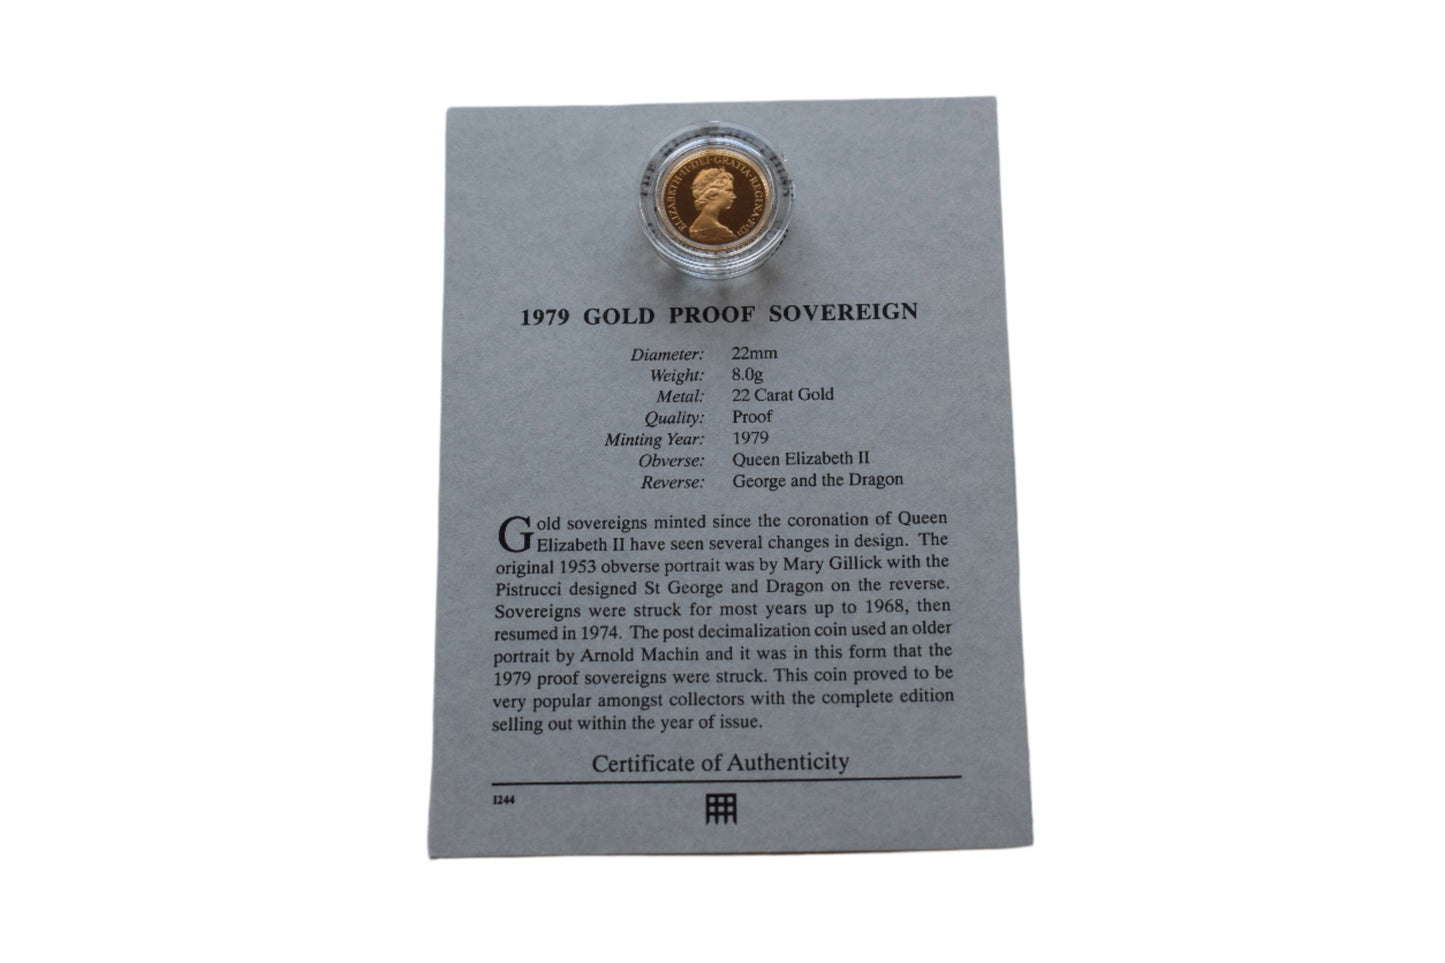 ELIZABETH·II·DEI·GRATIA·REGINA·F:D:
1979 GOLD PROOF SOVEREIGN
Diameter: 22mm
Weight: 8.0g
Metal: 22 Carat Gold
Quality: Proof
Minting Year: 1979
Obverse: Queen Elizabeth II
Reverse: George and the Dragon
Gold sovereigns minted since the coronation of Queen
Elizabeth II have seen several changes in design. The
original 1953 obverse portrait was by Mary Gillick with the
Pistrucci designed St George and Dragon on the reverse.
Sovereigns were struck for most years up to 1968, then
resumed in 1974. The post decimalization coin used an older
portrait by Arnold Machin and it was in this form that the
1979 proof sovereigns were struck. This coin proved to be
very popular amongst collectors with the complete edition
selling out within the year of issue.
Certificate of Authenticity
1244